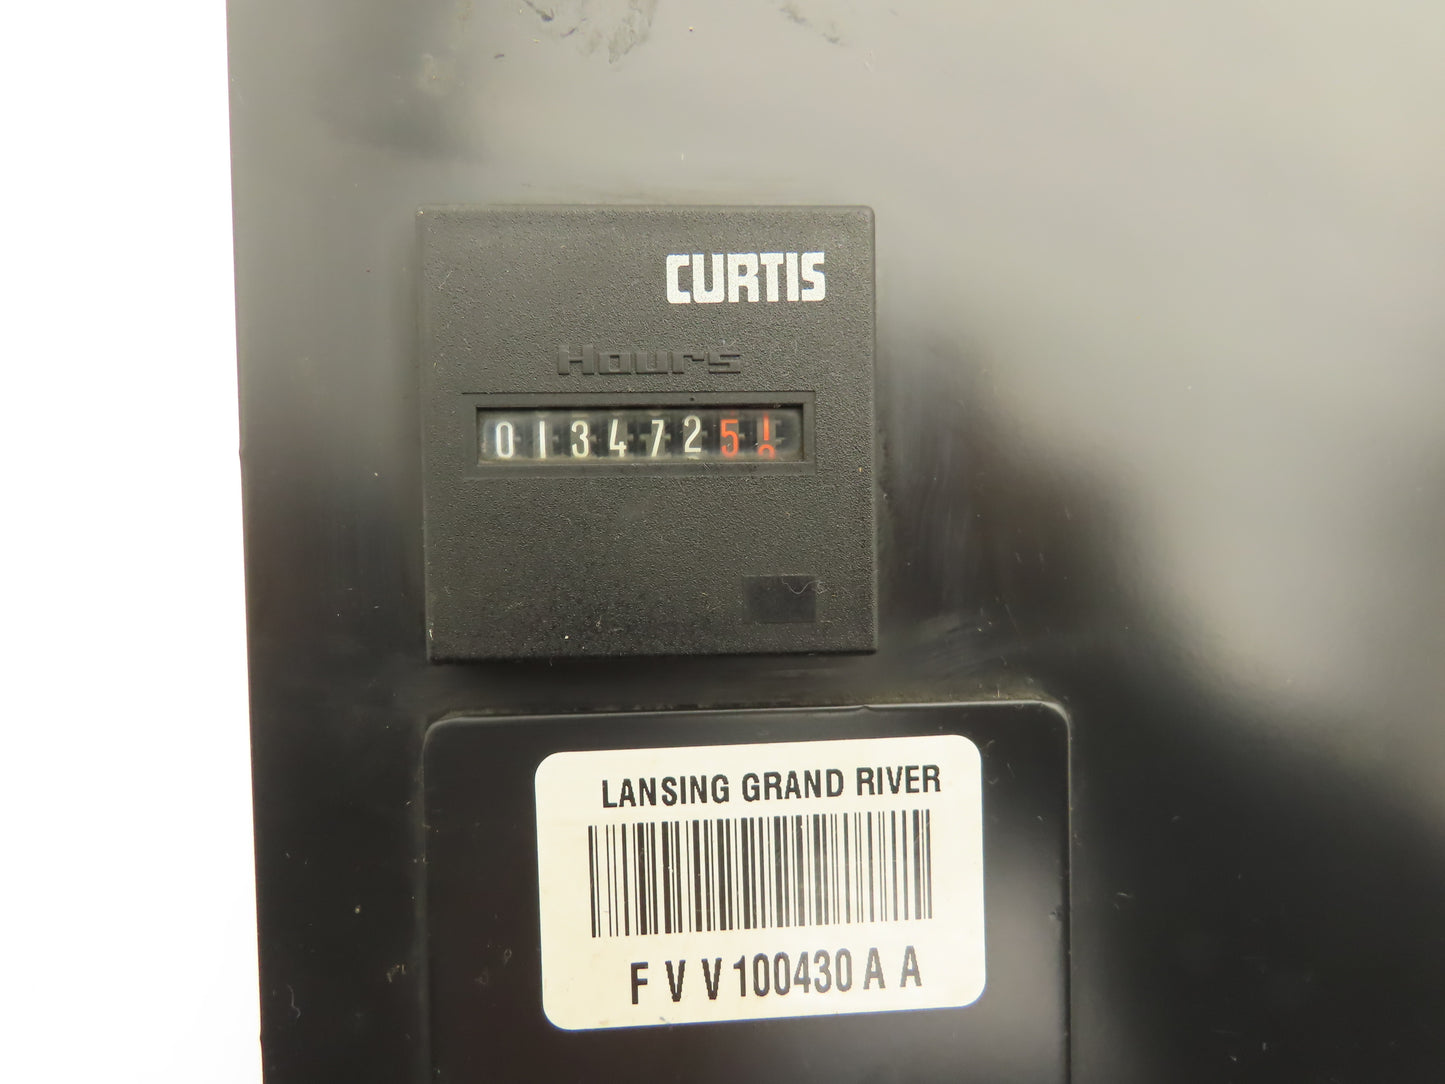 CURTIS
Hours
01347251
LANSING GRAND RIVER
F V V 100430 A A